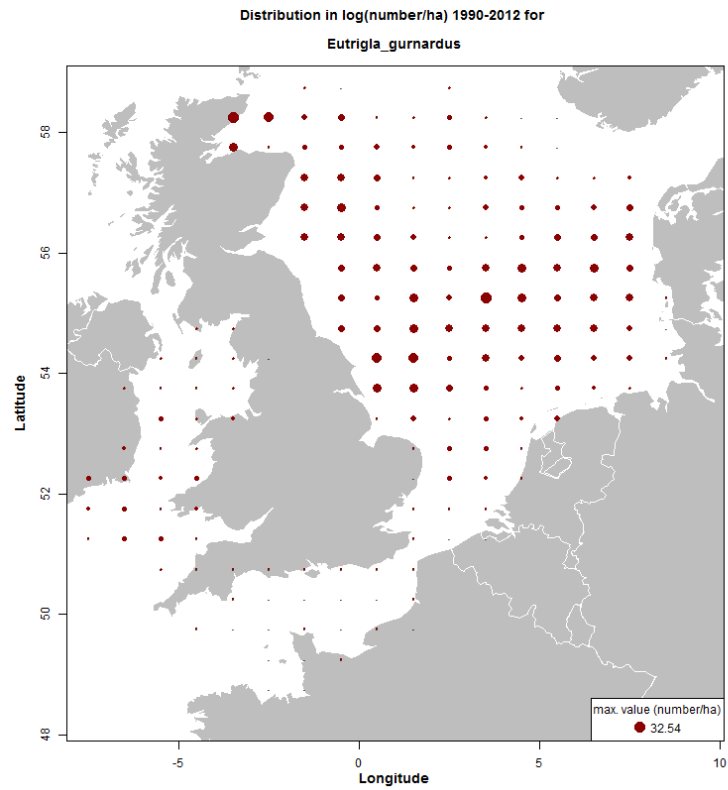 Distribution in log(number/ha) 1990-2012 for
Eutrigla_gurnardus
58
56
54
52
50
48
Latitude
-5
0
5
10
Longitude
max. value (number/ha)
32.54